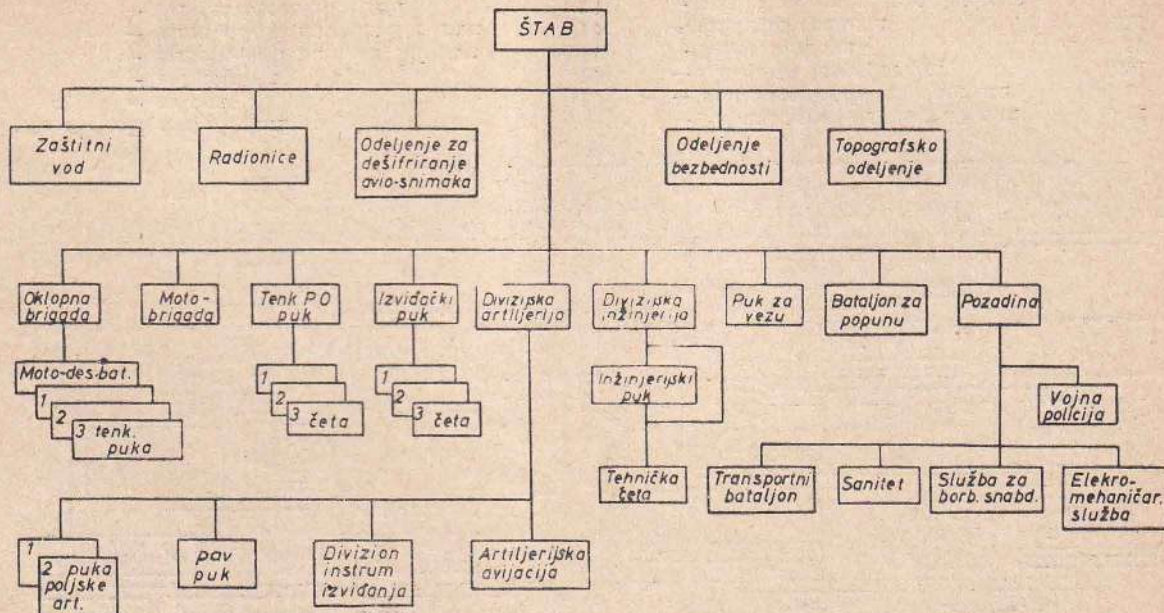 ŠTAB
Zaštitni
vod
Radionice
Odeljenje za
dešifriranje
avio-snimaka
Odeljenje
bezbednosti
Topografsko
odeljenje
Oklopna
brigada
Moto-
brigada
Tenk P O
puk
Izviđački
puk
Divizijska
artiljerija
Divizijska
inžinjerija
Puk za
vezu
Bataljon za
popunu
Pozadina
Moto-des.bat.
1
2
3 tenk.
puka
1
2
3 četa
1
2
3 četa
Inžinjerijski
puk
Vojna
policija
Tehnička
četa
Transportni
bataljon
Sanitet
Služba za
borb. snabd.
Elekro-
mehaničar.
služba
1
2 puka
poljske
art.
pav
puk
Divizion
instrum
izviđanja
Artiljerijska
avijacija